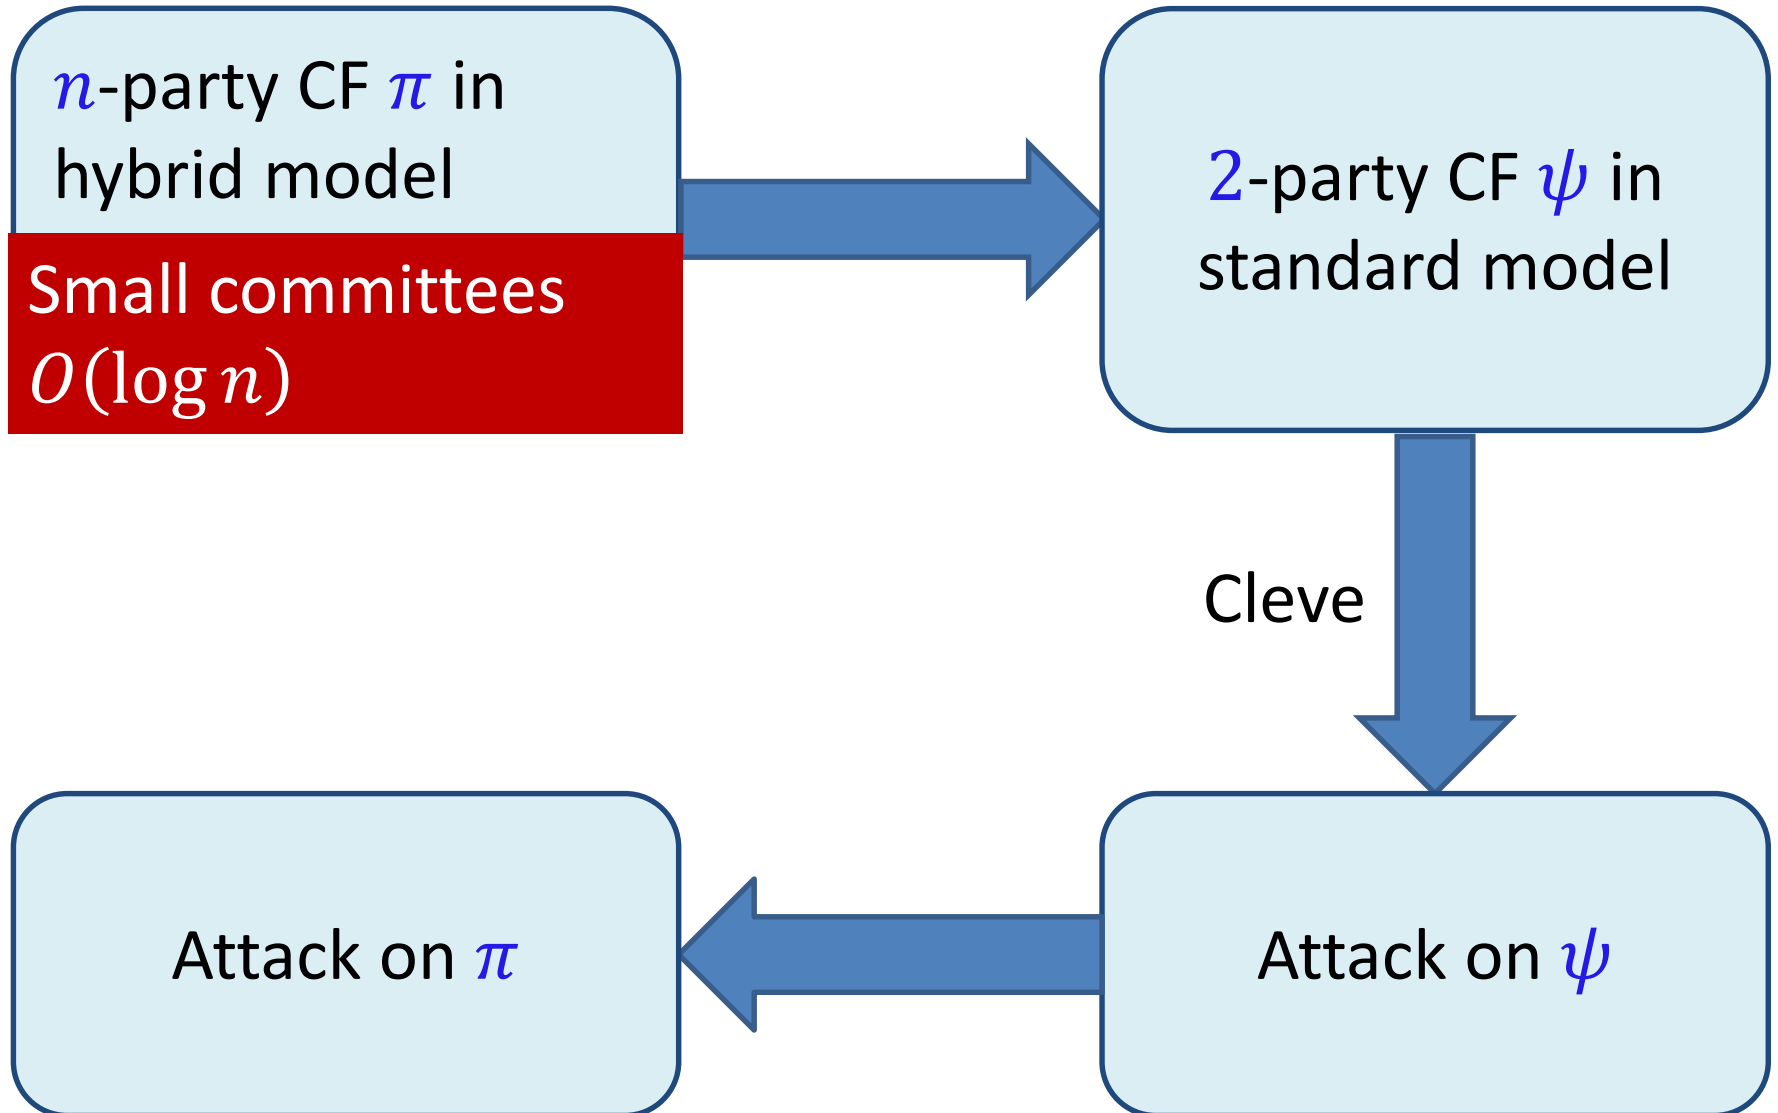 n-party CF π in
hybrid model
Small committees
O(log n)
2-party CF ψ in
standard model
Cleve
Attack on π
Attack on ψ